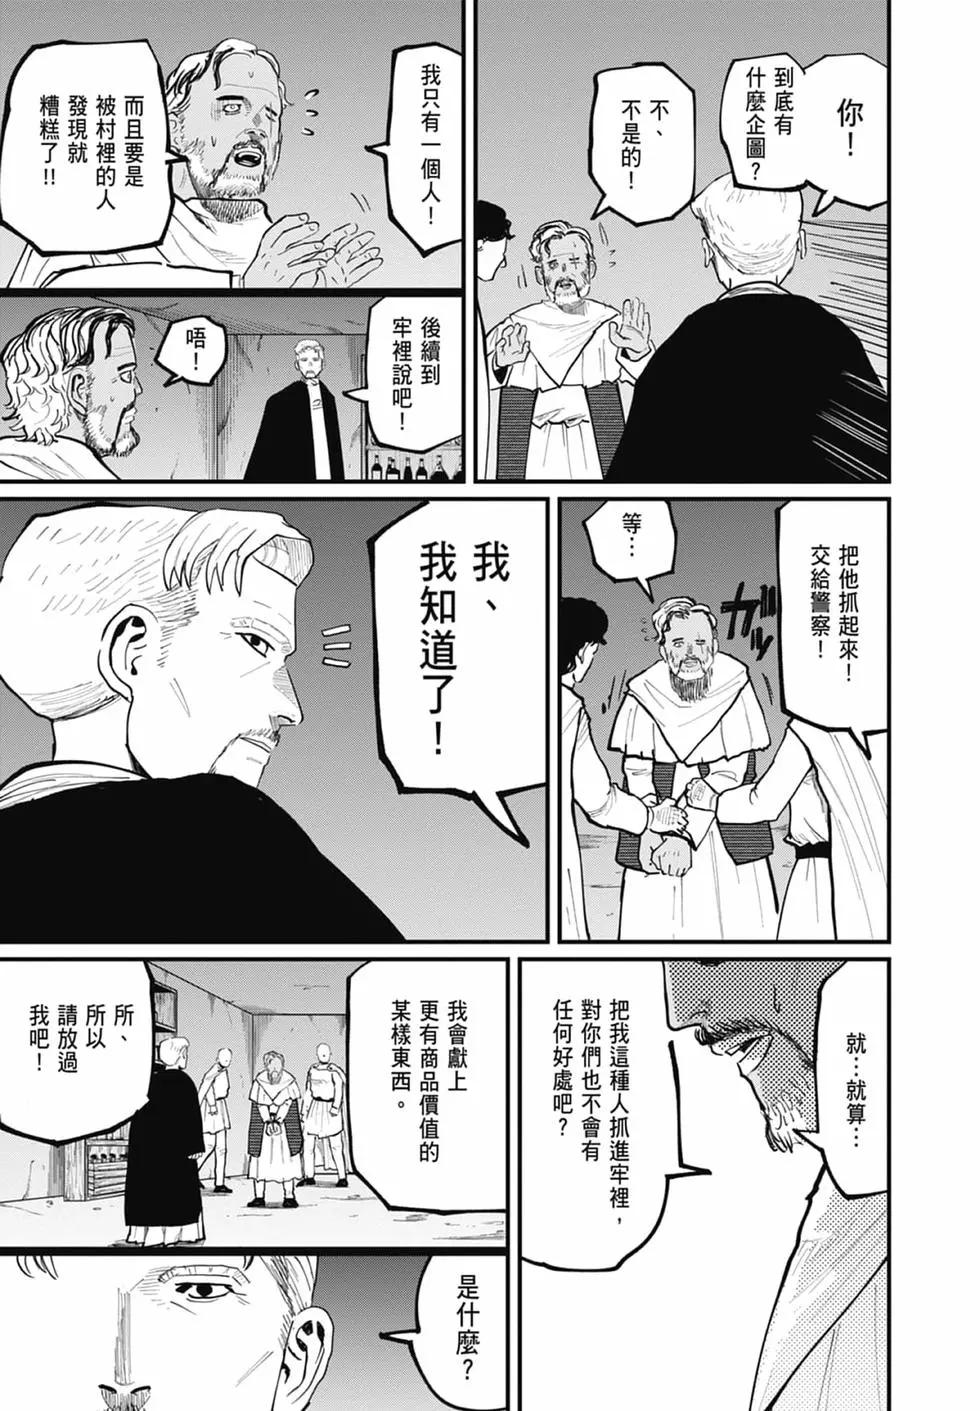 你！
到底有
什麼企圖？
不、
不是的！
我只有一個人！
而且要是
被村裡的人
發現就
糟糕了!!
後續到
牢裡說吧！
唔！
把他抓起來！
交給警察！
等…
ガッ
我、
我知道了！
就…就算…
把我這種人抓進牢裡，
對你們也不會有
任何好處吧？
我會獻上
更有商品價值的
某樣東西。
所、
所以
請放過
我吧！
是什麼？